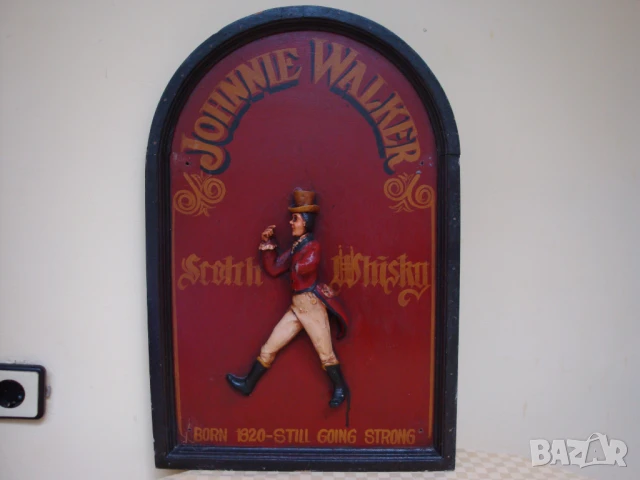 JOHNNIE WALKER
Scotch Whisky
BORN 1820-STILL GOING STRONG
BAZAR